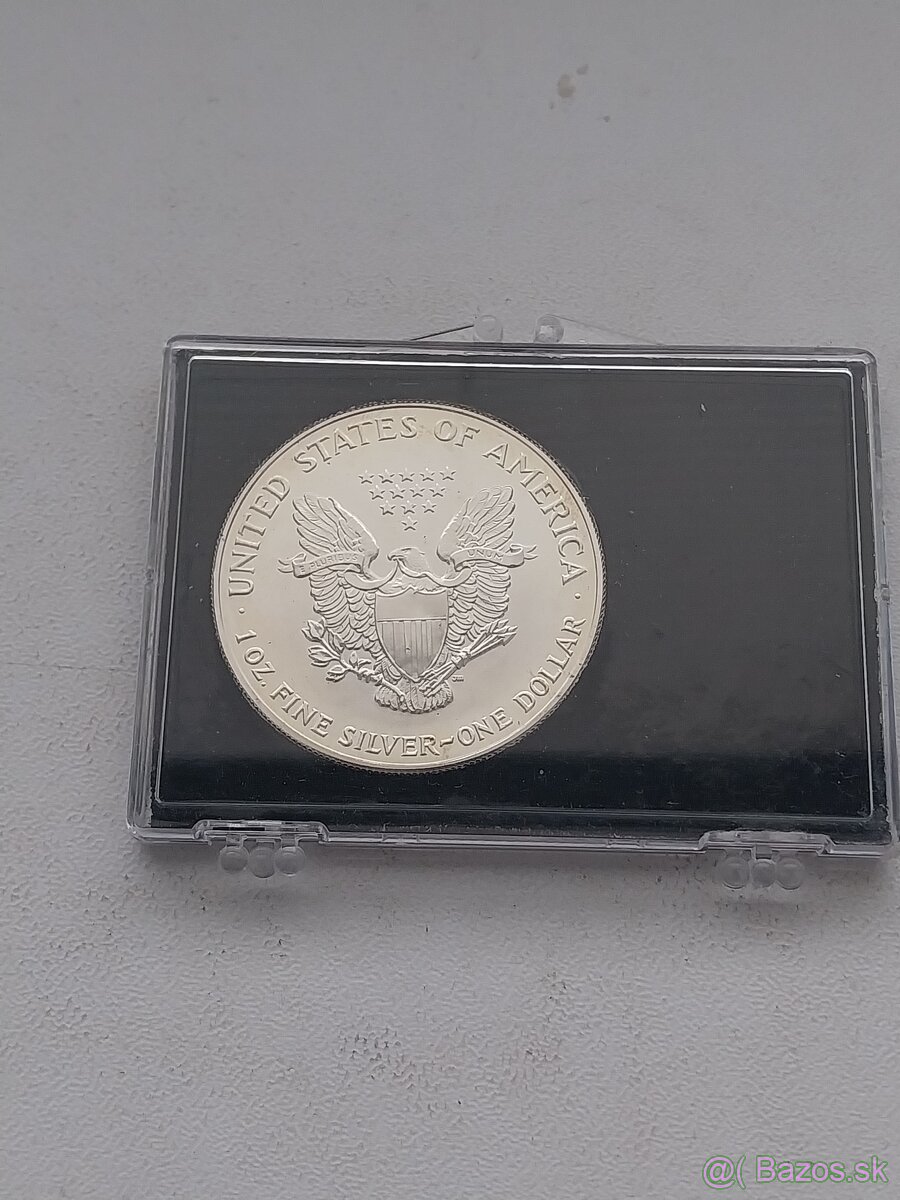 · UNITED STATES OF AMERICA ·
E PLURIBUS UNUM
1 OZ. FINE SILVER~ONE DOLLAR
@( Bazos.sk